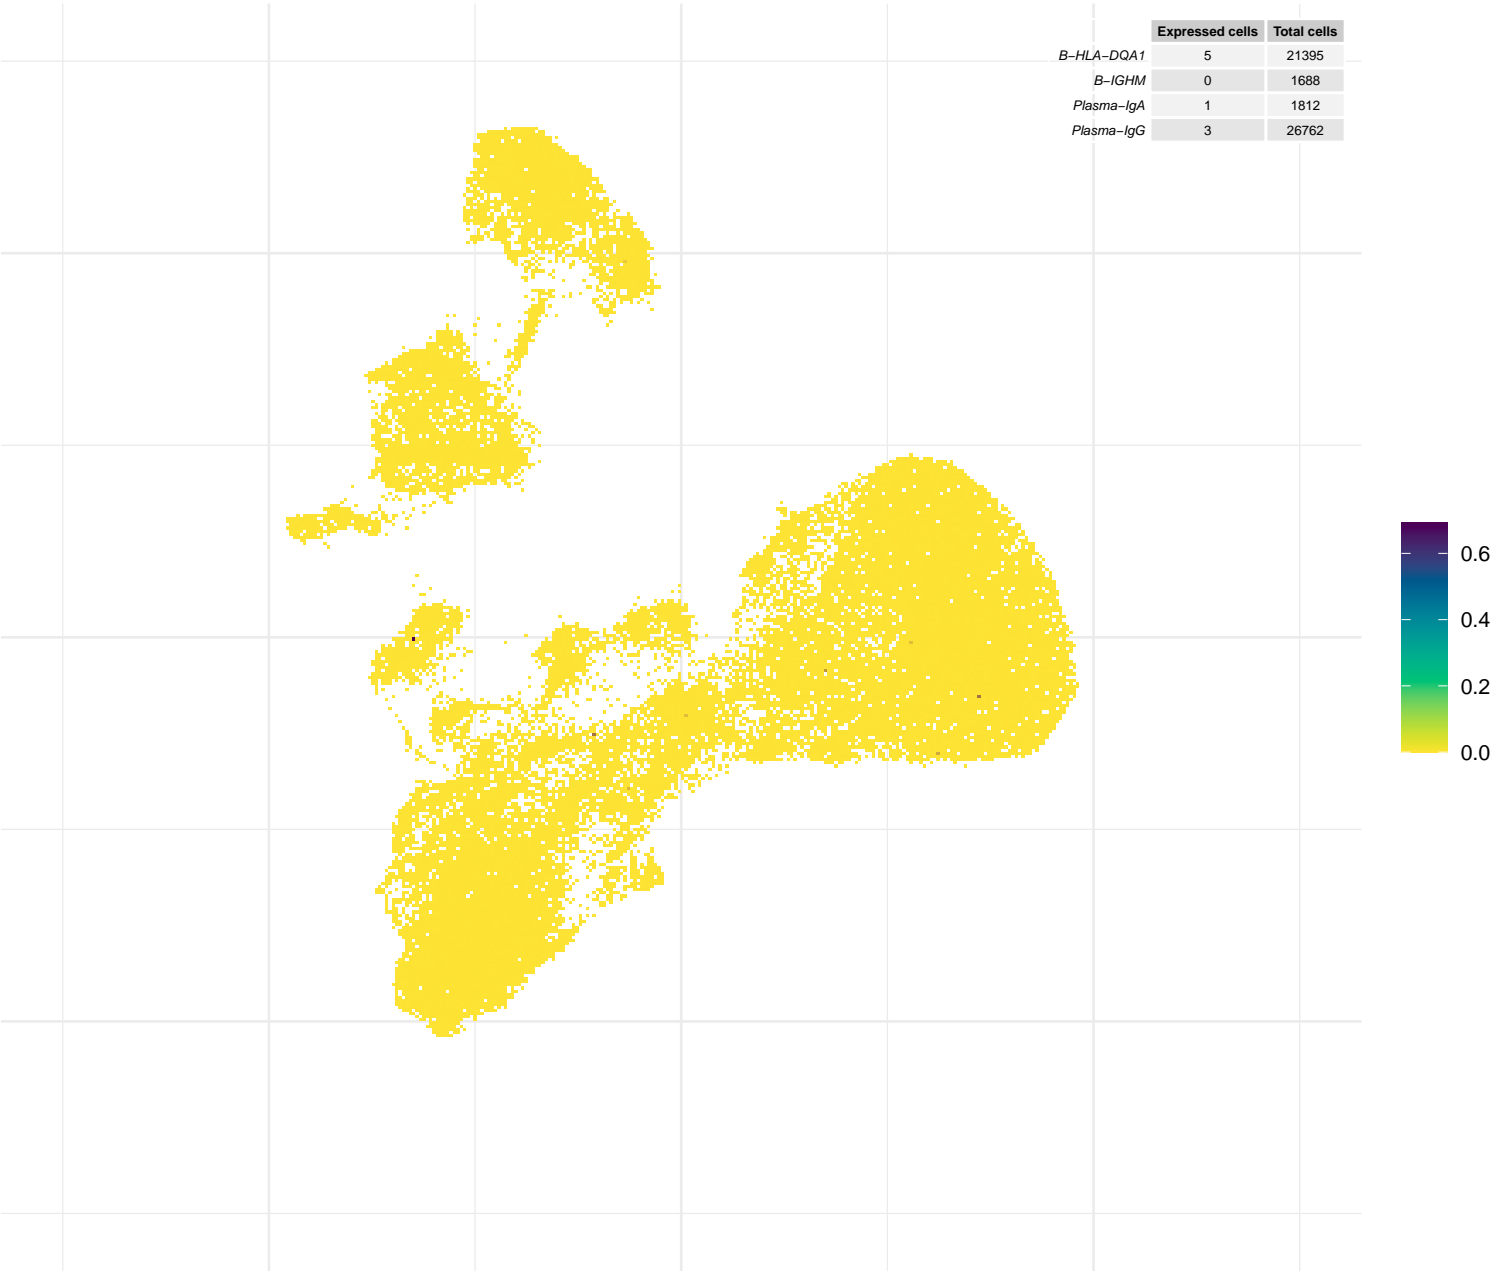 Expressed cells Total cells
B−HLA−DQA1 5 21395
B−IGHM 0 1688
Plasma−IgA 1 1812
Plasma−IgG 3 26762
0.6
0.4
0.2
0.0